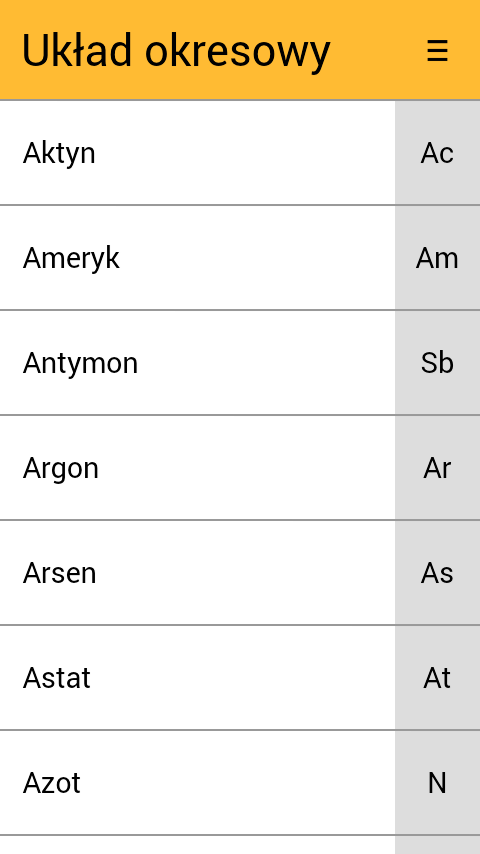 Układ okresowy
Aktyn Ac
Ameryk Am
Antymon Sb
Argon Ar
Arsen As
Astat At
Azot N